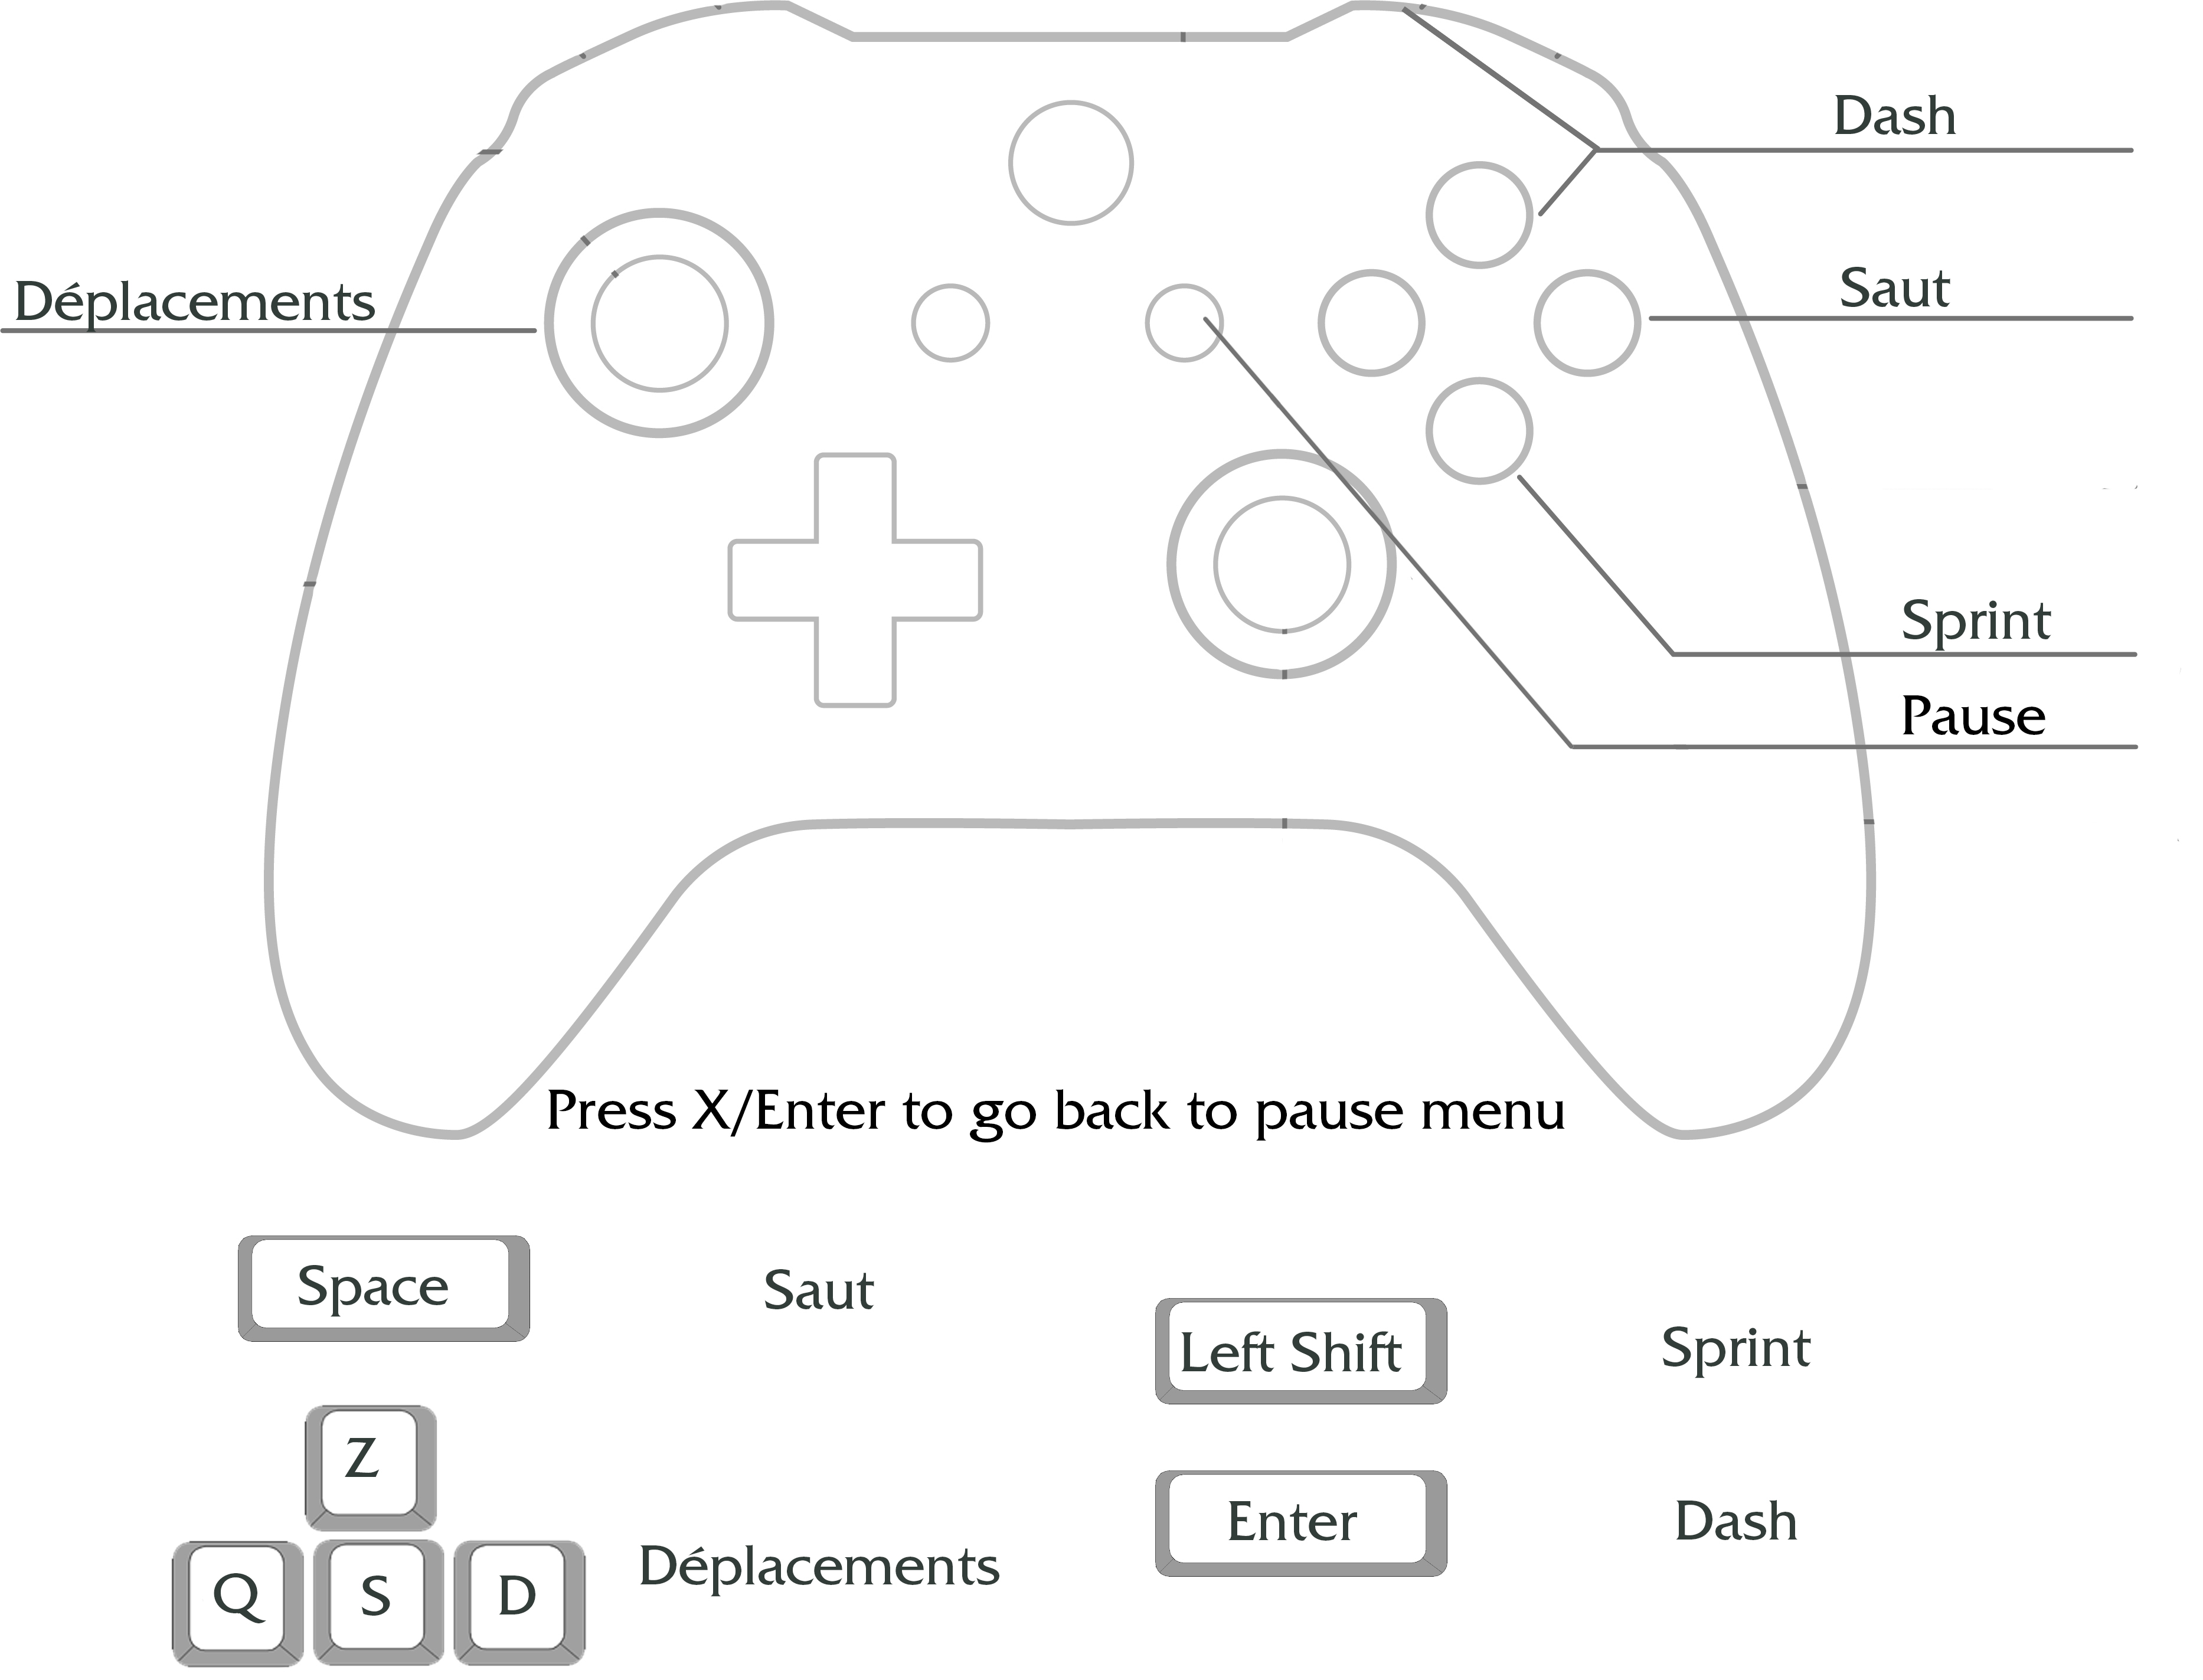 Dash
Saut
Déplacements
Sprint
Pause
Press X/Enter to go back to pause menu
Space
Saut
Left Shift
Sprint
Z
Enter
Dash
Q S D
Déplacements